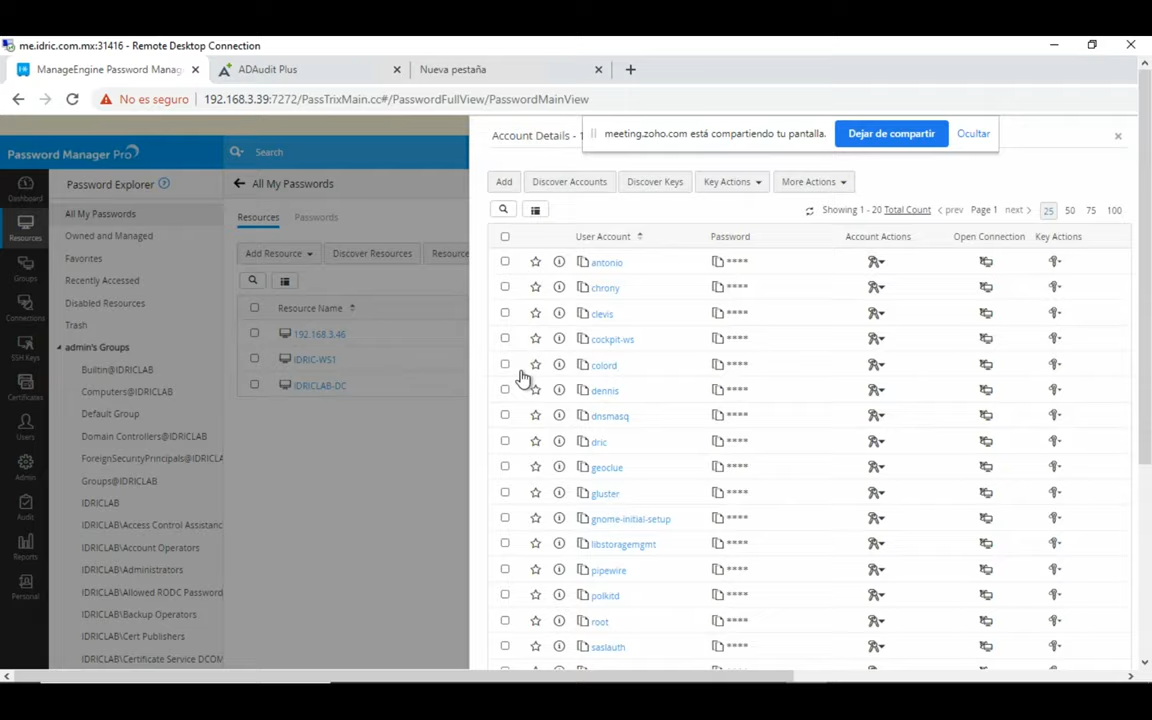 me.idric.com.mx:31416 - Remote Desktop Connection
ManageEngine Password Manag
ADAudit Plus
Nueva pestaña
No es seguro
192.168.3.39:7272/PassTrixMain.cc#/PasswordFullView/PasswordMainView
Account Details - 1
meeting.zoho.com está compartiendo tu pantalla.
Dejar de compartir
Ocultar
Password Manager Pro
Search
Dashboard
Resources
Groups
Connections
SSH Keys
Certificates
Users
Admin
Audit
Reports
Personal
Password Explorer
All My Passwords
Owned and Managed
Favorites
Recently Accessed
Disabled Resources
Trash
admin's Groups
Builtin@IDRICLAB
Computers@IDRICLAB
Default Group
Domain Controllers@IDRICLAB
ForeignSecurityPrincipals@IDRICLA
Groups@IDRICLAB
IDRICLAB
IDRICLAB\Access Control Assistanc
IDRICLAB\Account Operators
IDRICLAB\Administrators
IDRICLAB\Allowed RODC Password
IDRICLAB\Backup Operators
IDRICLAB\Cert Publishers
IDRICLAB\Certificate Service DCOM
All My Passwords
Resources Passwords
Add Resource Discover Resources Resource
Resource Name
192.168.3.46
IDRIC-WS1
IDRICLAB-DC
Add Discover Accounts Discover Keys Key Actions More Actions
Showing 1 - 20 Total Count prev Page 1 next 25 50 75 100
User Account Password Account Actions Open Connection Key Actions
antonio ****
chrony ****
clevis ****
cockpit-ws ****
colord ****
dennis ****
dnsmasq ****
dric ****
geoclue ****
gluster ****
gnome-initial-setup ****
libstoragemgmt ****
pipewire ****
polkitd ****
root ****
saslauth ****